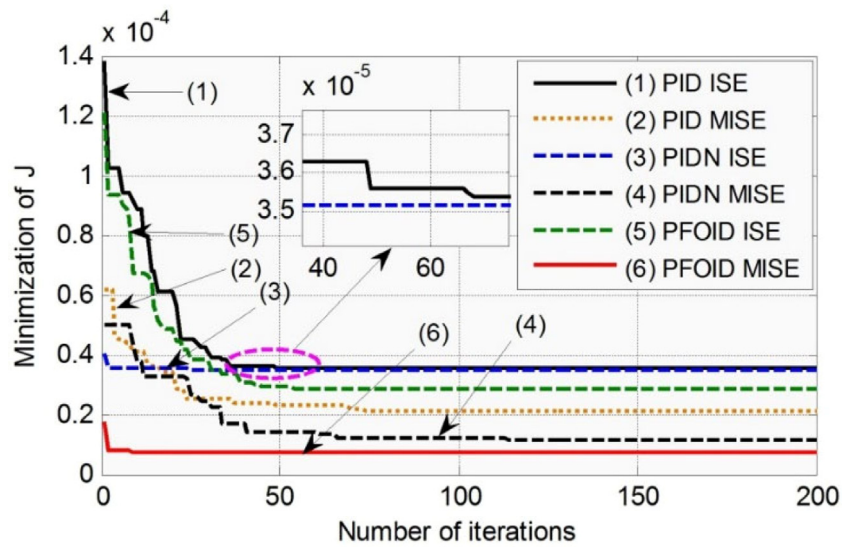 x 10^-4
Minimization of J
1.4
1.2
1
0.8
0.6
0.4
0.2
0
(1)
(5)
(2)
(3)
(6)
(4)
x 10^-5
3.7
3.6
3.5
40 60
(1) PID ISE
(2) PID MISE
(3) PIDN ISE
(4) PIDN MISE
(5) PFOID ISE
(6) PFOID MISE
0 50 100 150 200
Number of iterations